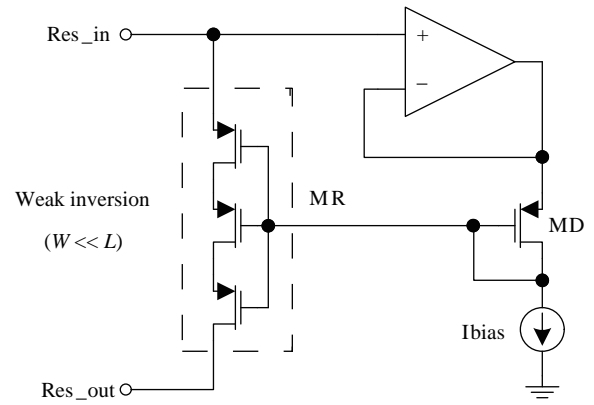 Res_in
+
−
Weak inversion
(W << L)
MR
MD
Ibias
Res_out